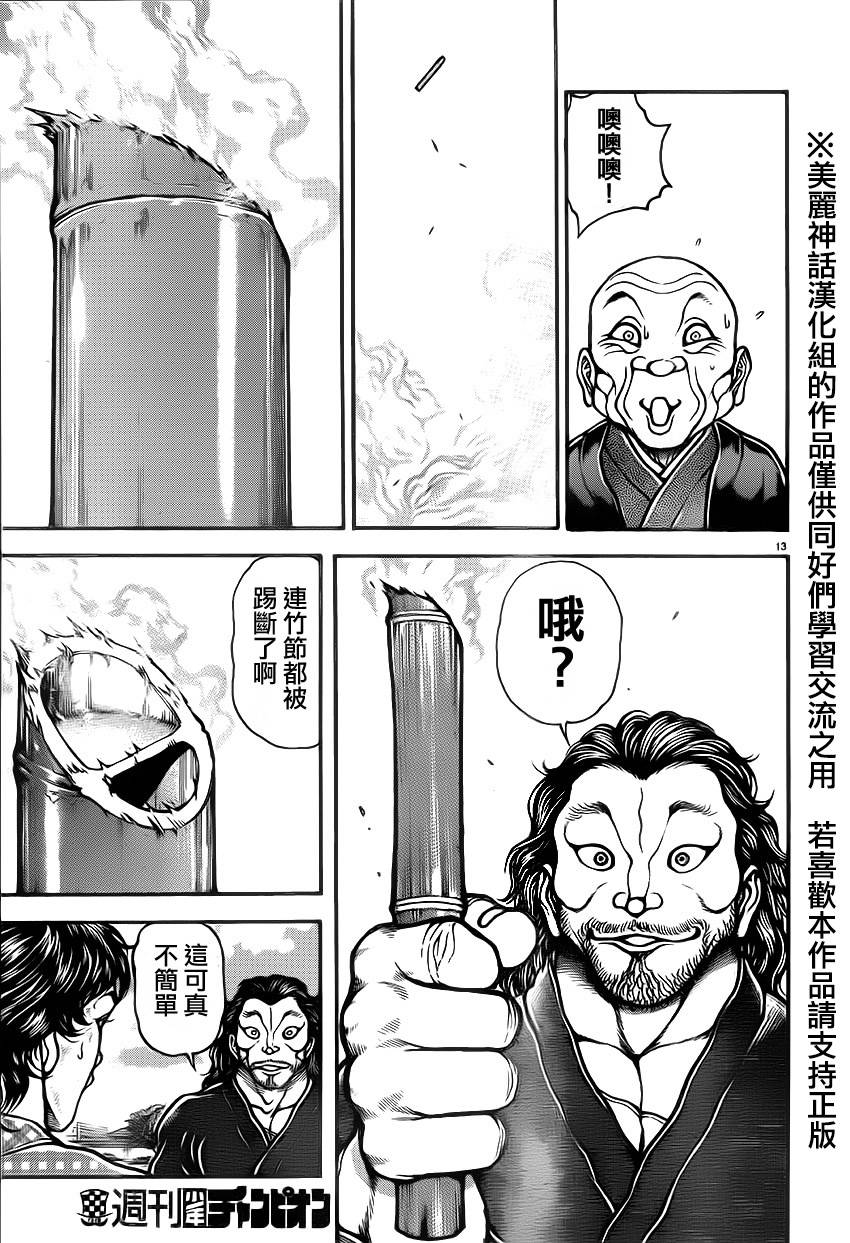 ※美麗神話漢化組的作品僅供同好們學習交流之用　若喜歡本作品請支持正版
噢噢噢！
13
哦？
連竹節都被
踢斷了啊
這可真
不簡單
週刊少年チャンピオン